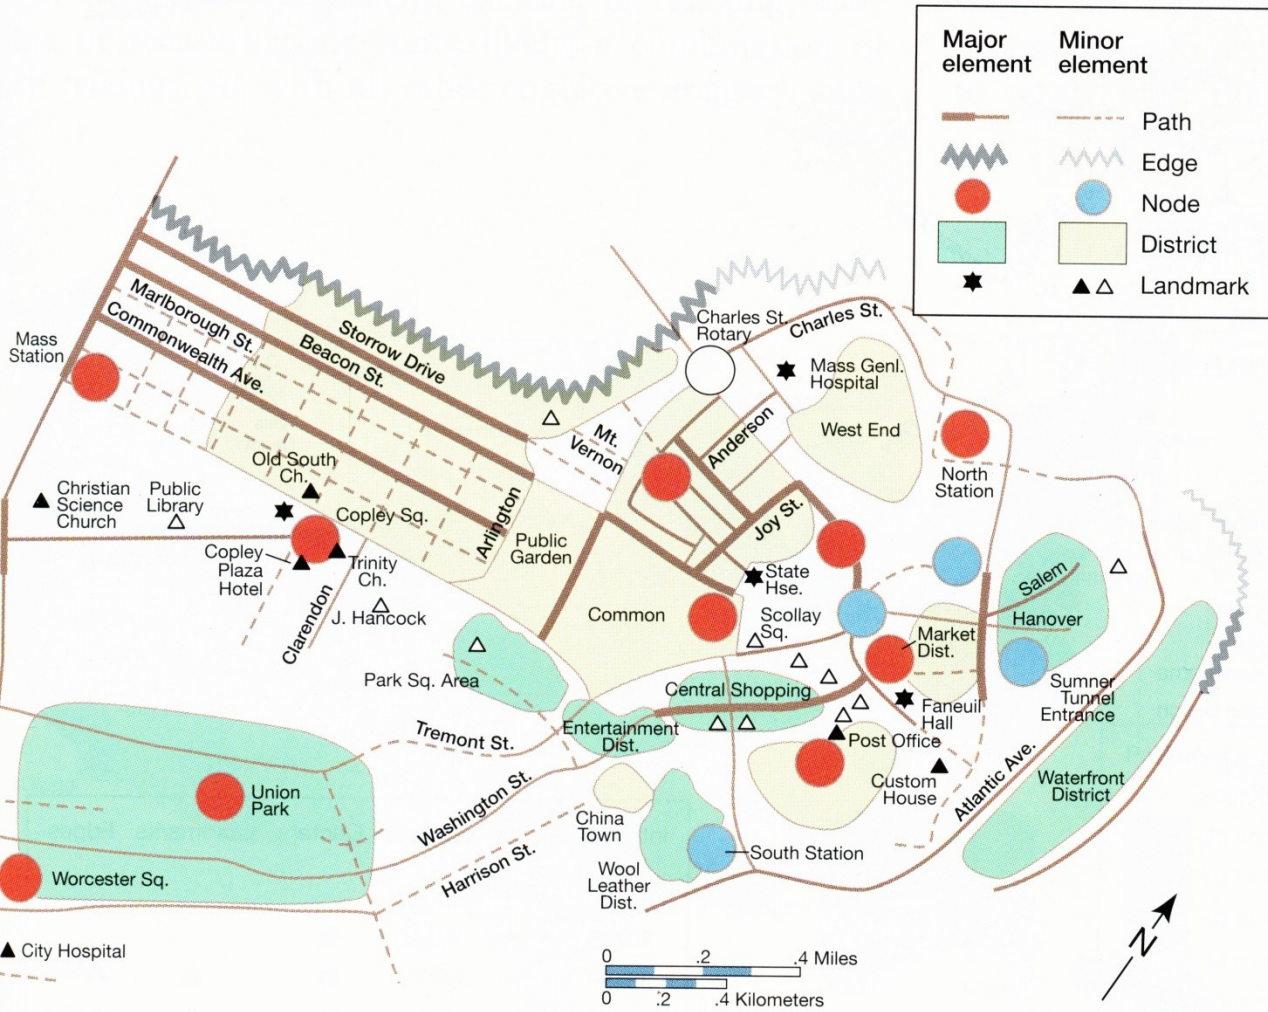 Major
element
Minor
element
Path
Edge
Node
District
Landmark
Charles St.
Rotary
Charles St.
Mass
Station
Marlborough St.
Commonwealth Ave.
Storrow Drive
Beacon St.
Mass Genl.
Hospital
West End
Mt.
Vernon
Anderson
North
Station
Old South
Ch.
Christian
Science
Church
Public
Library
Copley Sq.
Arlington
Joy St.
Public
Garden
Copley
Plaza
Hotel
Trinity
Ch.
State
Hse.
Salem
Clarendon
J. Hancock
Common
Scollay
Sq.
Hanover
Market
Dist.
Park Sq. Area
Central Shopping
Sumner
Tunnel
Entrance
Faneuil
Hall
Entertainment
Dist.
Tremont St.
Post Office
Custom
House
Atlantic Ave.
Waterfront
District
Union
Park
Washington St.
China
Town
Harrison St.
South Station
Wool
Leather
Dist.
Worcester Sq.
City Hospital
0 .2 .4 Miles
0 .2 .4 Kilometers
N